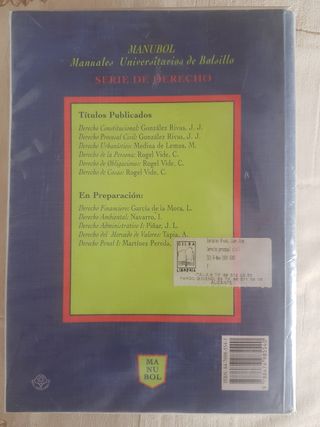 MANUBOL
Manuales Universitarios de Bolsillo
SERIE DE DERECHO
Títulos Publicados
Derecho Constitucional: González Rivas, J. J.
Derecho Procesal Civil: González Rivas, J. J.
Derecho Urbanístico: Medina de Lemus, M.
Derecho de la Persona: Rogel Vide, C.
Derecho de Obligaciones: Rogel Vide, C.
Derecho de Cosas: Rogel Vide, C.
En Preparación:
Derecho Financiero: García de la Mora, L.
Derecho Ambiental: Navarro, I.
Derecho Administrativo I: Piñar, J. L.
Derecho del Mercado de Valores: Tapia, A.
Derecho Penal I: Martínez Pereda,
LIBRERIA
MA
NU
BOL